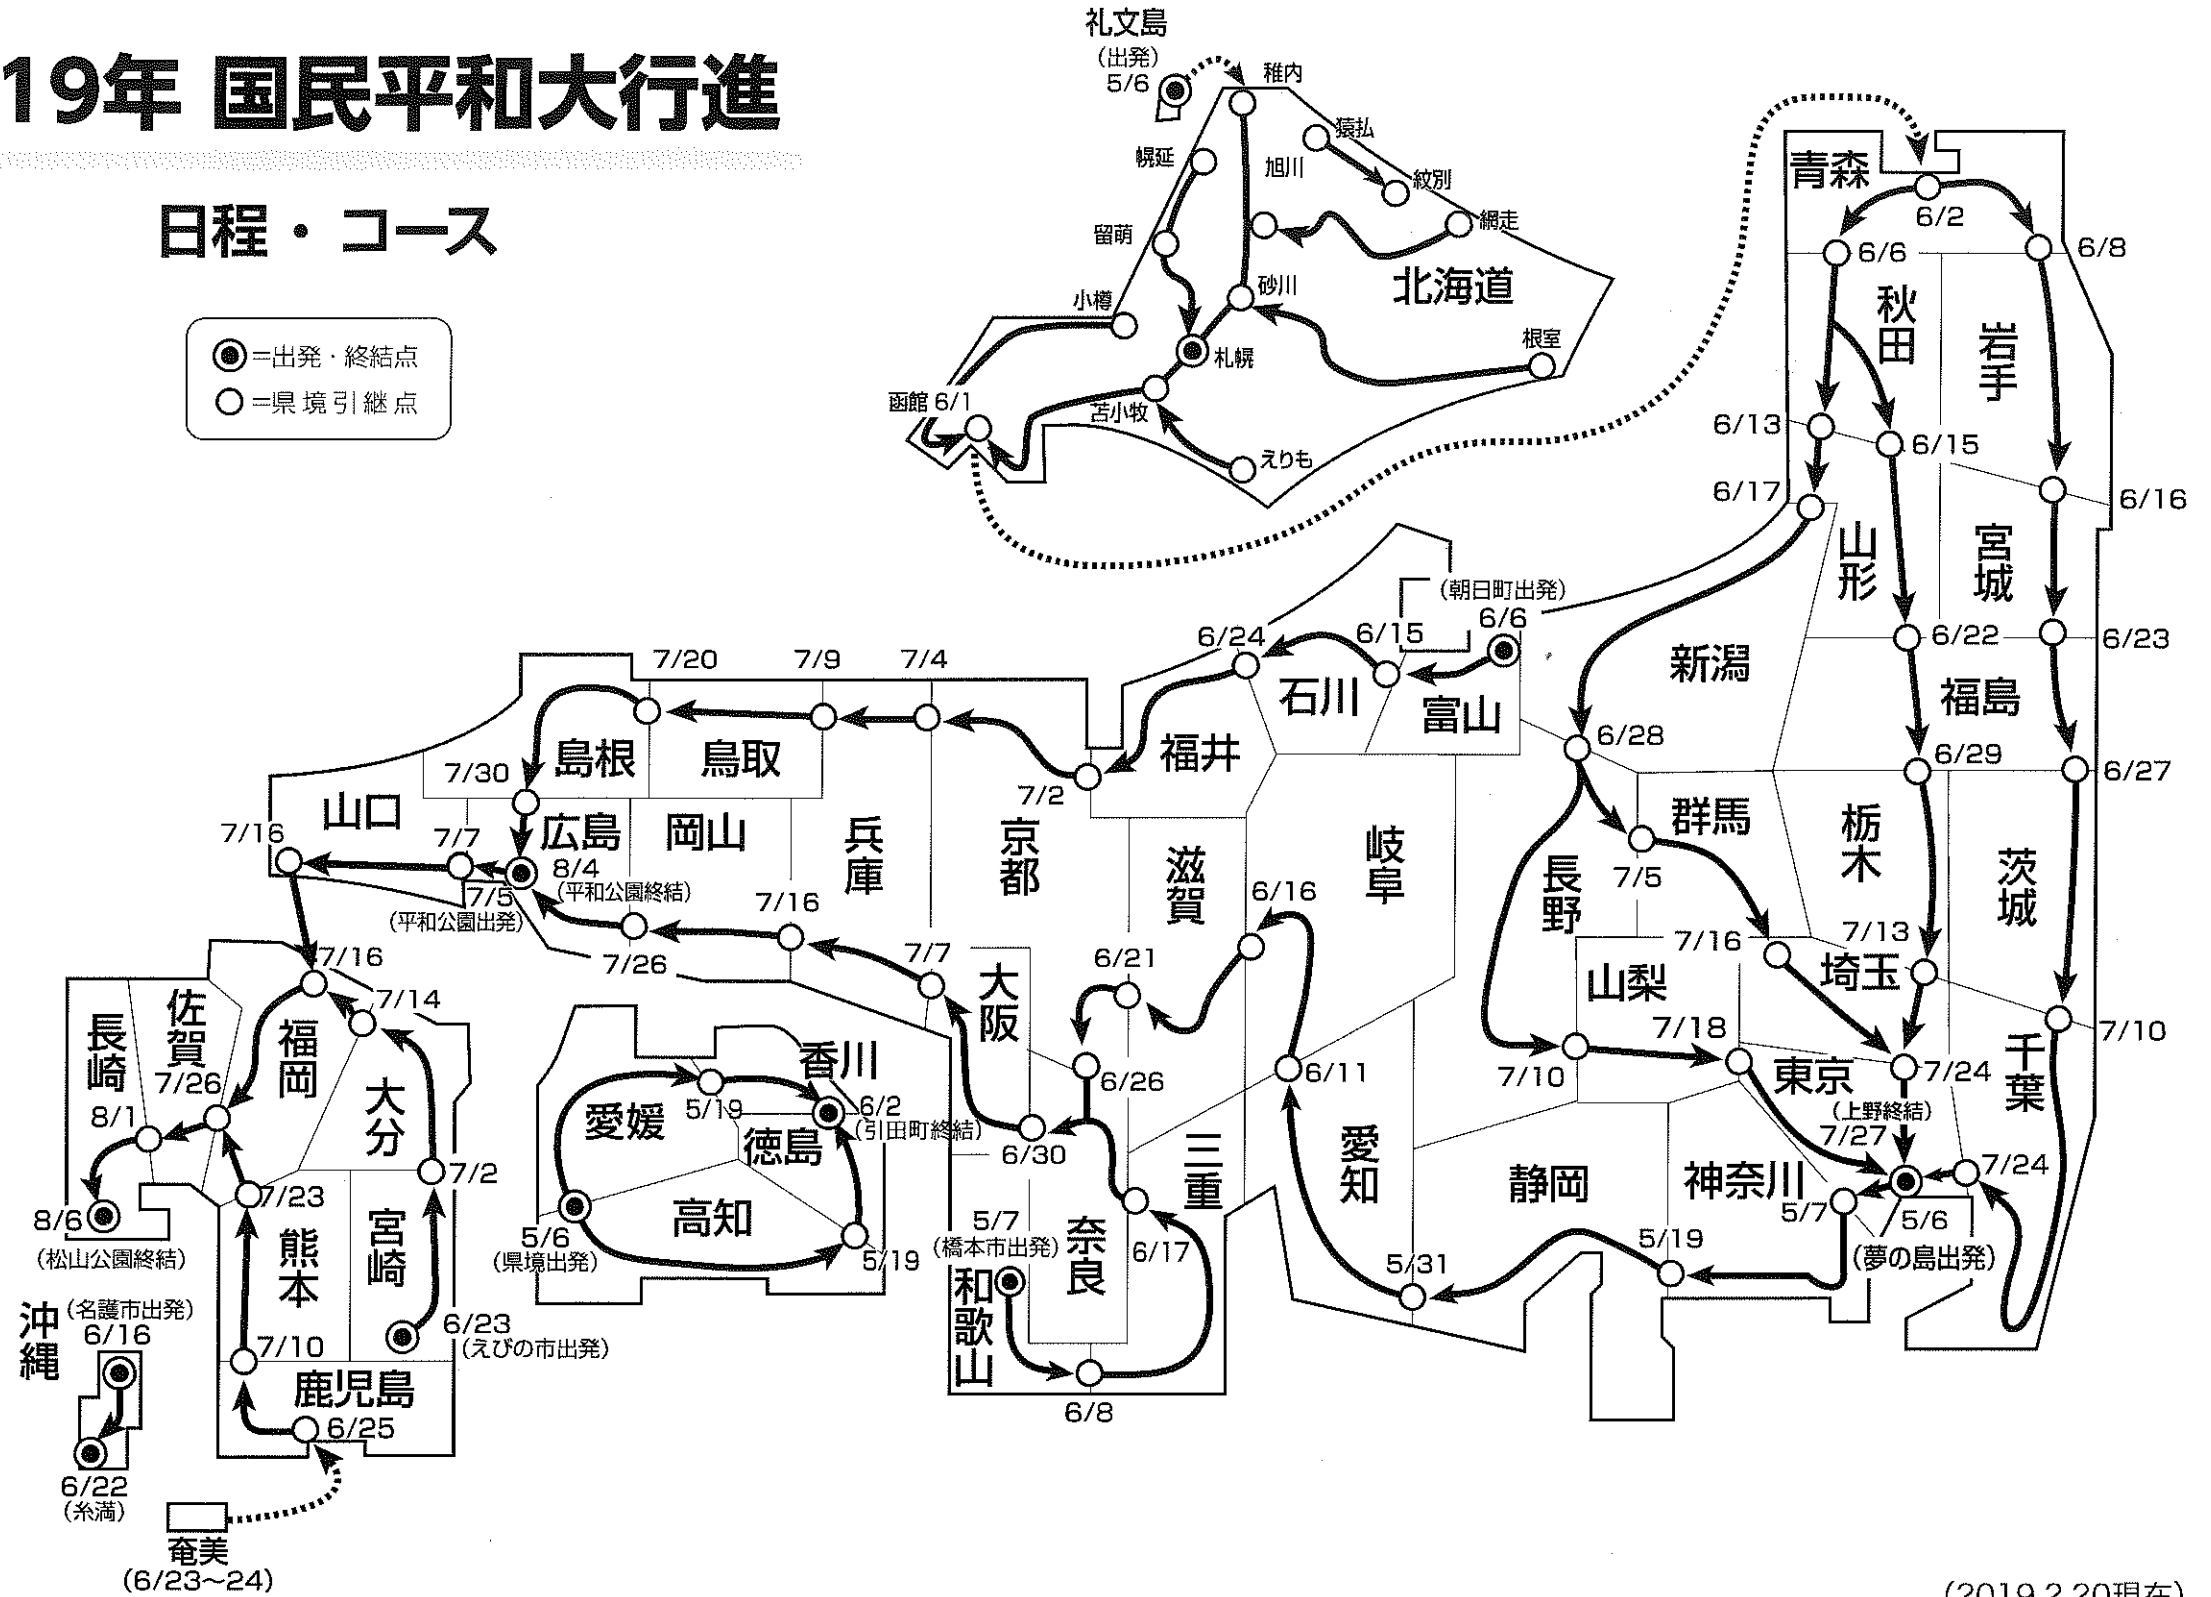 19年 国民平和大行進
日程・コース
◉=出発・終結点
○=県境引継点
礼文島
(出発)
5/6
稚内
猿払
幌延
旭川
紋別
留萌
網走
北海道
小樽
砂川
札幌
根室
函館 6/1
苫小牧
えりも
青森
6/2
6/6
6/8
秋田
岩手
6/13
6/15
6/17
6/16
山形
宮城
6/22
6/23
新潟
福島
6/28
6/29
6/27
(朝日町出発)
6/6
6/15
6/24
石川
富山
福井
7/2
7/20
7/9
7/4
島根
鳥取
7/30
山口
広島
岡山
兵庫
京都
滋賀
岐阜
長野
群馬
栃木
茨城
7/16
7/7
8/4
(平和公園終結)
7/5
(平和公園出発)
7/16
7/26
7/7
6/16
6/21
7/5
7/16
7/13
山梨
埼玉
7/10
7/18
7/10
千葉
東京
7/24
(上野終結)
7/27
7/24
神奈川
5/7
5/6
(夢の島出発)
静岡
5/19
5/31
愛知
6/11
三重
大阪
6/26
6/30
5/7
(橋本市出発)
奈良
6/17
和歌山
6/8
香川
5/19
愛媛
6/2
(引田町終結)
徳島
高知
5/6
(県境出発)
5/19
7/16
7/14
長崎
佐賀
福岡
7/26
大分
8/1
8/6
(松山公園終結)
7/23
7/2
熊本
宮崎
6/23
(えびの市出発)
7/10
鹿児島
6/25
沖縄
(名護市出発)
6/16
6/22
(糸満)
奄美
(6/23〜24)
(2019.2.20現在)